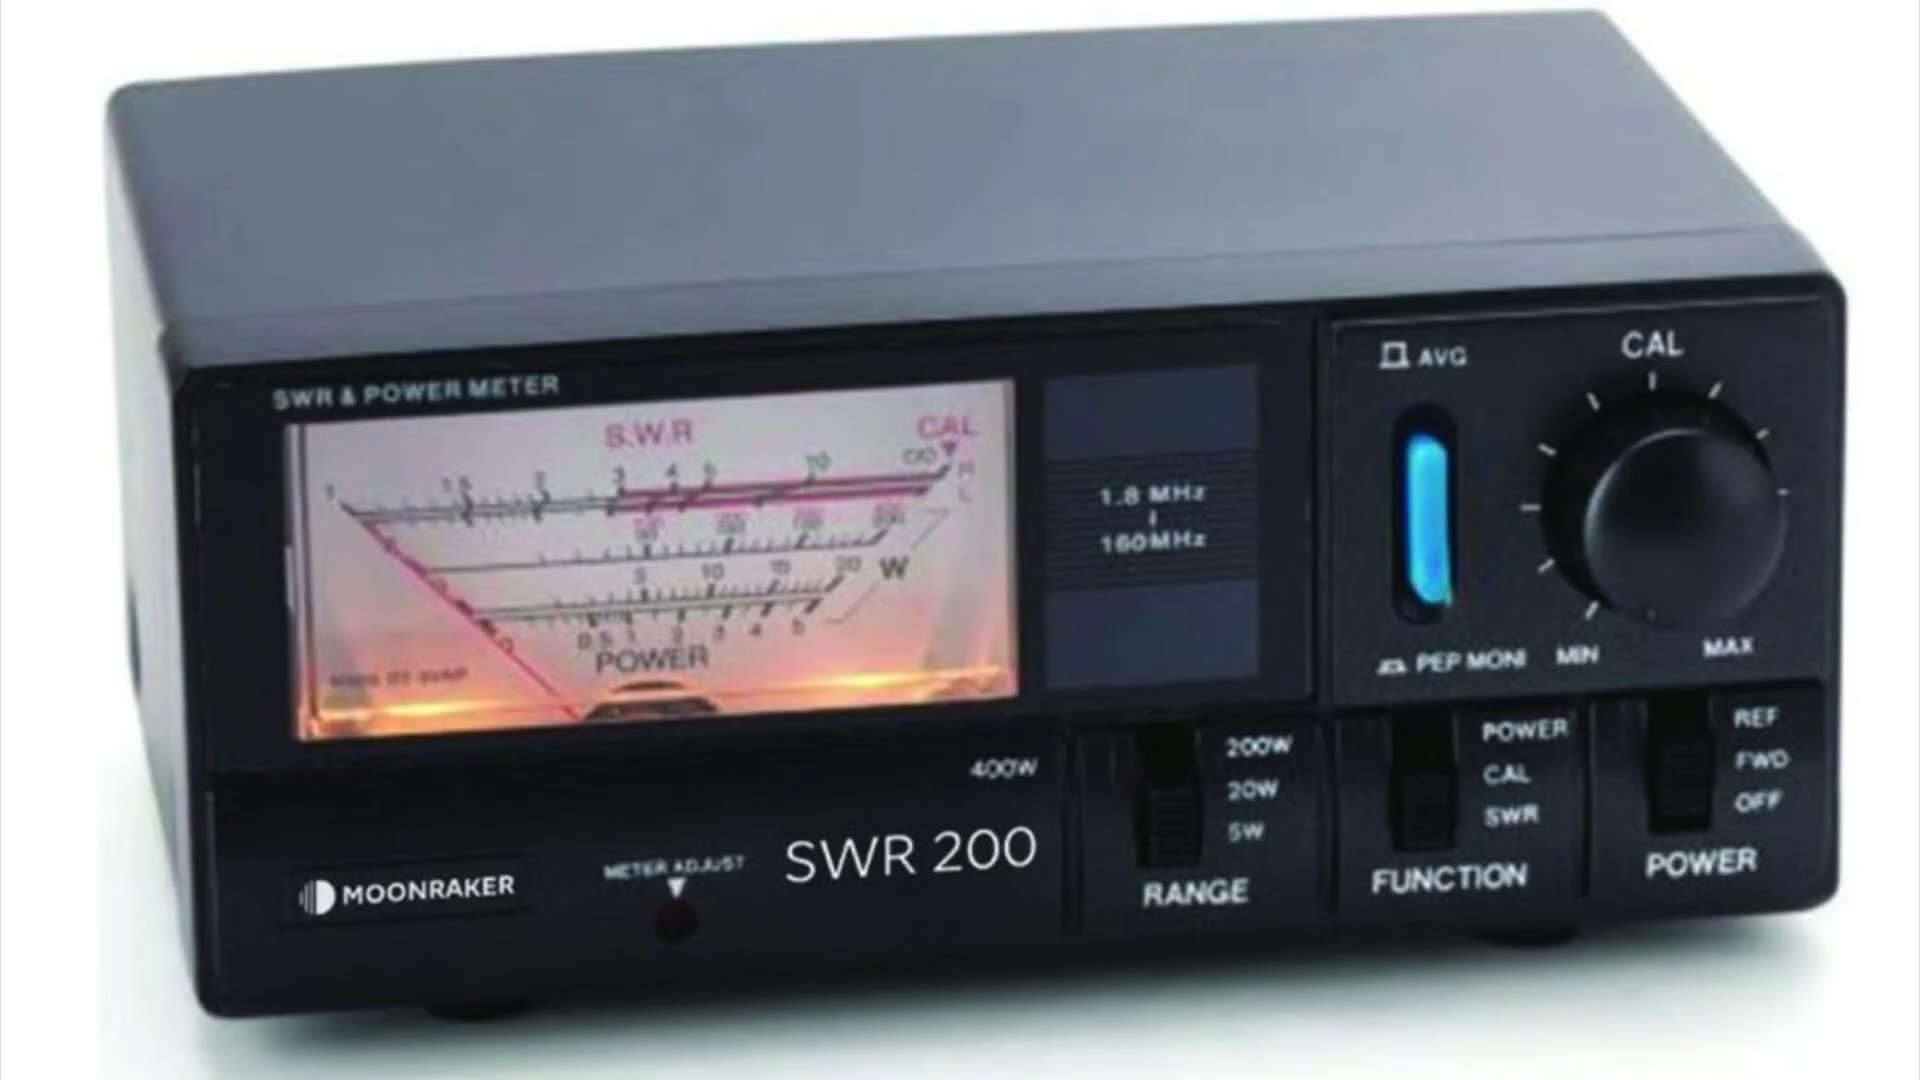 SWR & POWER METER
S.W.R
CAL
1 1.5 2 3 4 5 10 ∞
H
L
5 10 15 20 W
0.5 1 2 3 4 5
POWER
1.8 MHz
160MHz
AVG
CAL
PEP MONI
MIN
MAX
400W
200W
20W
5W
RANGE
POWER
CAL
SWR
FUNCTION
REF
FWD
OFF
POWER
MOONRAKER
METER ADJUST
SWR 200